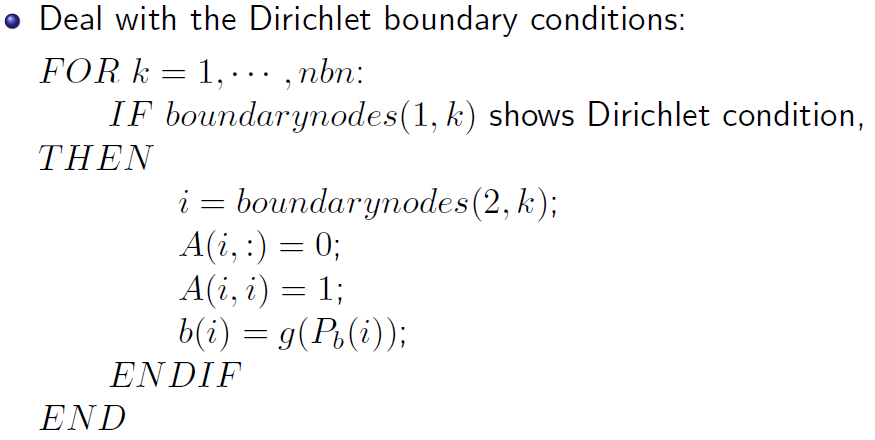 Deal with the Dirichlet boundary conditions:
FOR k = 1, · · · , nbn:
IF boundarynodes(1, k) shows Dirichlet condition,
THEN
i = boundarynodes(2, k);
A(i, :) = 0;
A(i, i) = 1;
b(i) = g(P_b(i));
ENDIF
END